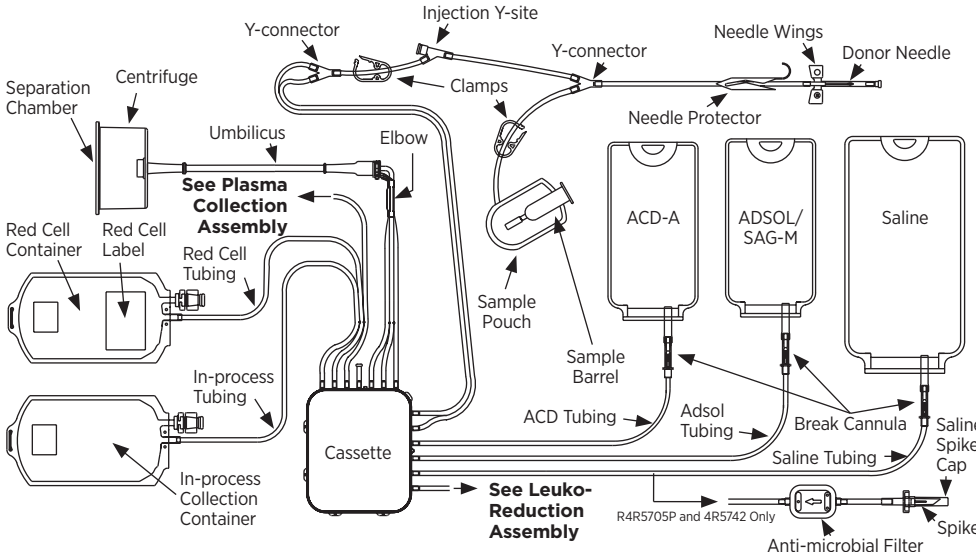 Injection Y-site
Y-connector
Needle Wings
Y-connector
Donor Needle
Centrifuge
Separation
Chamber
Clamps
Needle Protector
Umbilicus
Elbow
See Plasma
Collection
Assembly
ACD-A
ADSOL/
SAG-M
Saline
Red Cell
Container
Red Cell
Label
Red Cell
Tubing
Sample
Pouch
Sample
Barrel
In-process
Tubing
ACD Tubing
Adsol
Tubing
Break Cannula
Saline
Spike
Cap
Cassette
Saline Tubing
In-process
Collection
Container
See Leuko-
Reduction
Assembly
R4R5705P and 4R5742 Only
Spike
Anti-microbial Filter